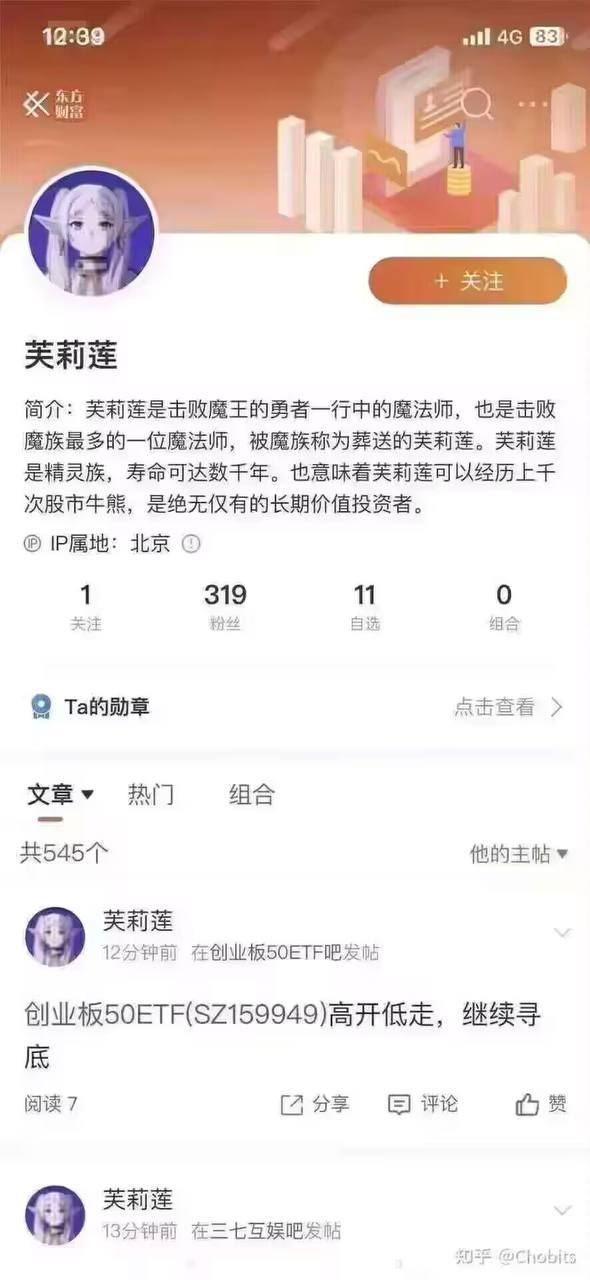 12:39
4G 83
东方
财富
+ 关注
芙莉莲
简介：芙莉莲是击败魔王的勇者一行中的魔法师，也是击败
魔族最多的一位魔法师，被魔族称为葬送的芙莉莲。芙莉莲
是精灵族，寿命可达数千年。也意味着芙莉莲可以经历上千
次股市牛熊，是绝无仅有的长期价值投资者。
IP IP属地：北京
1 319 11 0
关注 粉丝 自选 组合
Ta的勋章 点击查看
文章 热门 组合
共545个 他的主帖
芙莉莲
12分钟前 在创业板50ETF吧发帖
创业板50ETF(SZ159949)高开低走，继续寻
底
阅读 7 分享 评论 赞
芙莉莲
13分钟前 在三七互娱吧发帖
知乎 @Chobits